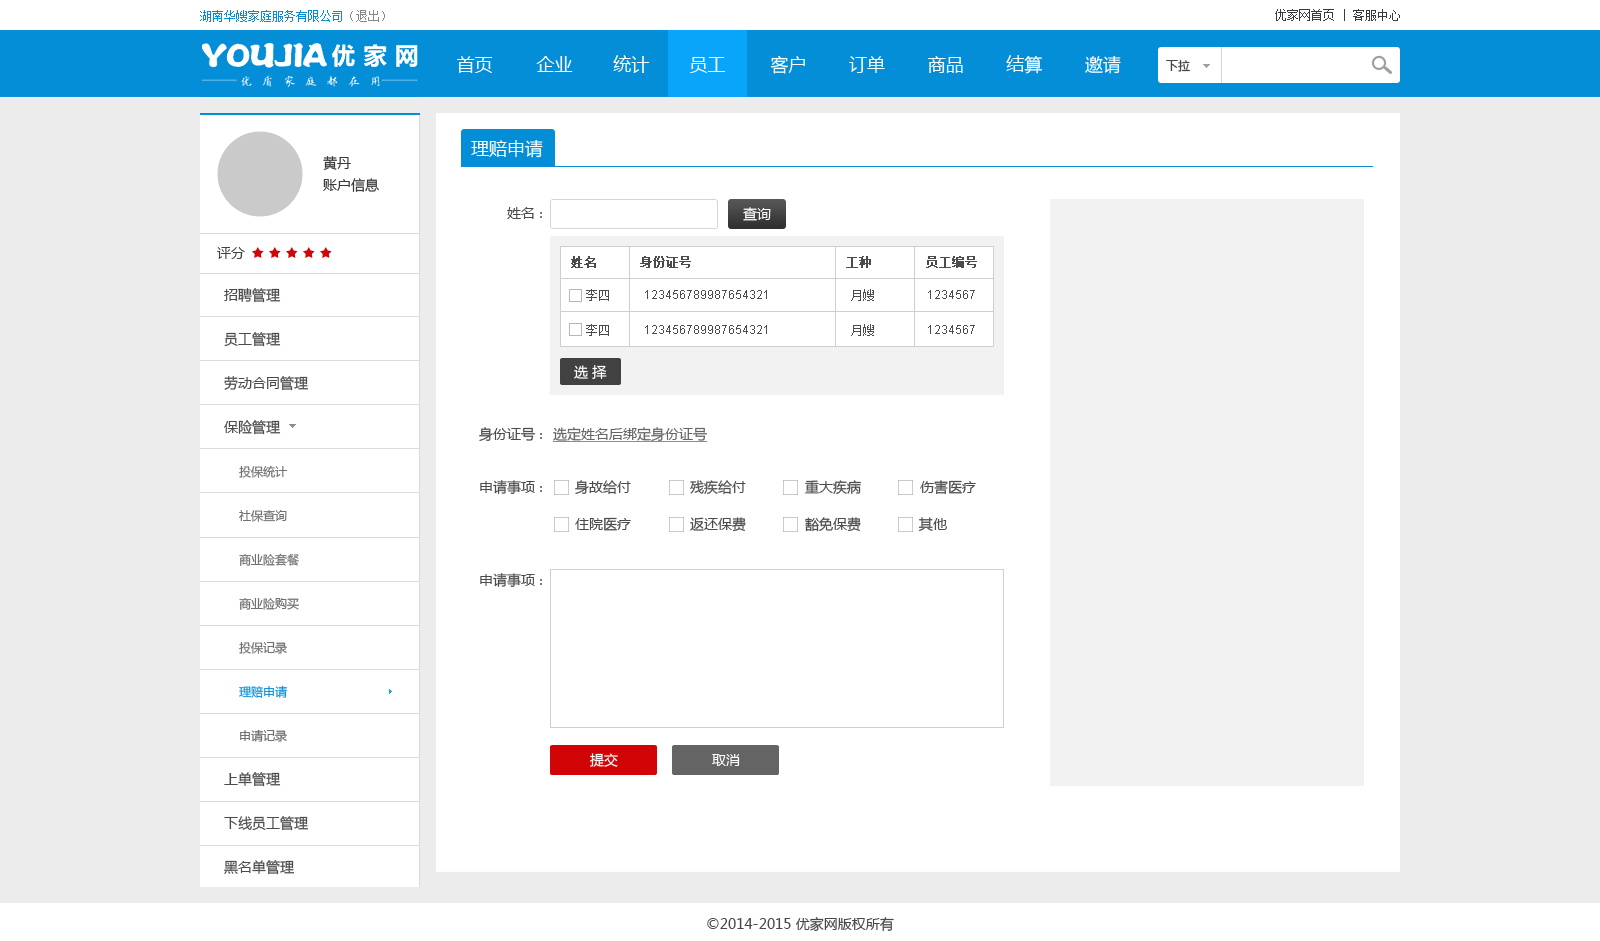 湖南华嫂家庭服务有限公司（退出）
优家网首页 | 客服中心
YOUJIA优家网
优质家庭都在用
首页 企业 统计 员工 客户 订单 商品 结算 邀请
下拉
黄丹
账户信息
评分
招聘管理
员工管理
劳动合同管理
保险管理
投保统计
社保查询
商业险套餐
商业险购买
投保记录
理赔申请
申请记录
上单管理
下线员工管理
黑名单管理
理赔申请
姓名：
查询
姓名 身份证号 工种 员工编号
李四 123456789987654321 月嫂 1234567
李四 123456789987654321 月嫂 1234567
选 择
身份证号： 选定姓名后绑定身份证号
申请事项： 身故给付 残疾给付 重大疾病 伤害医疗
住院医疗 返还保费 豁免保费 其他
申请事项：
提交 取消
©2014-2015 优家网版权所有